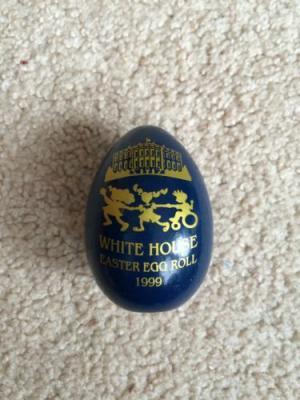 WHITE HOUSE
EASTER EGG ROLL
1999